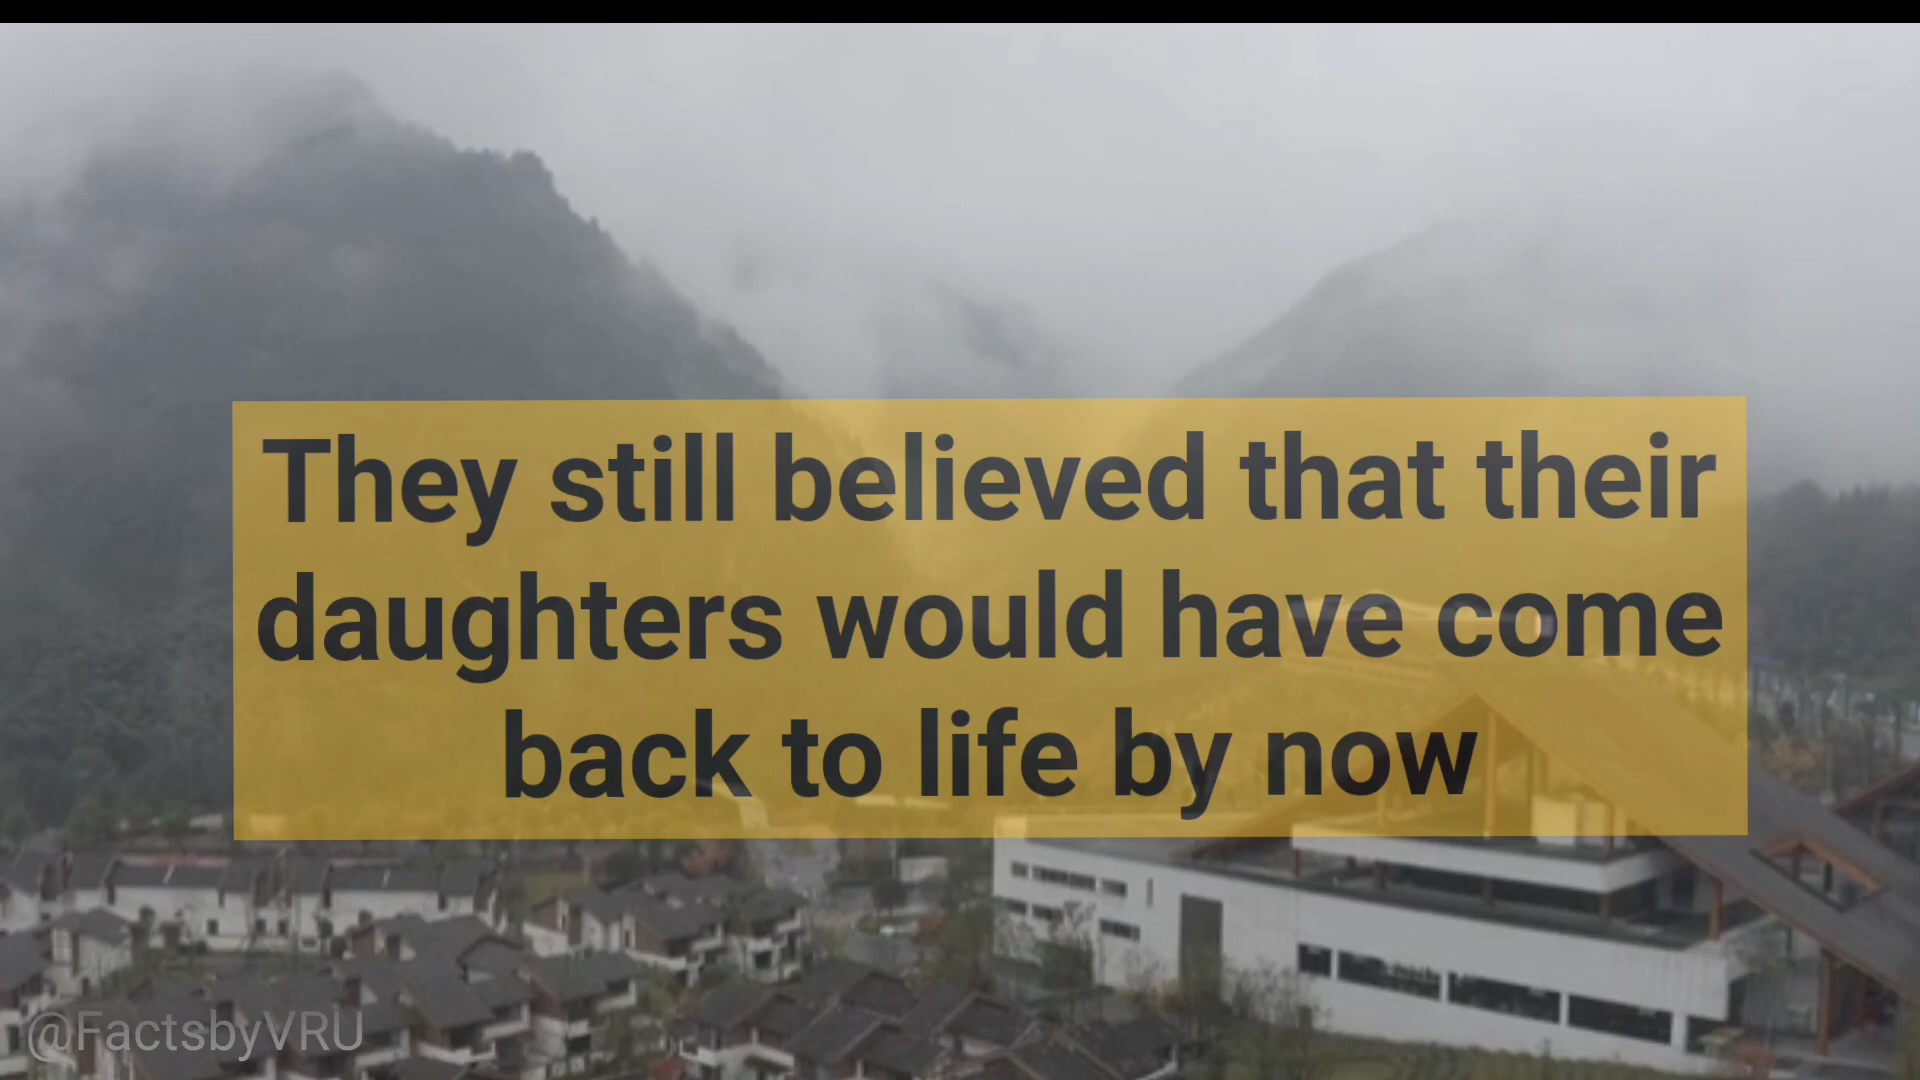 They still believed that their
daughters would have come
back to life by now
@FactsbyVRU